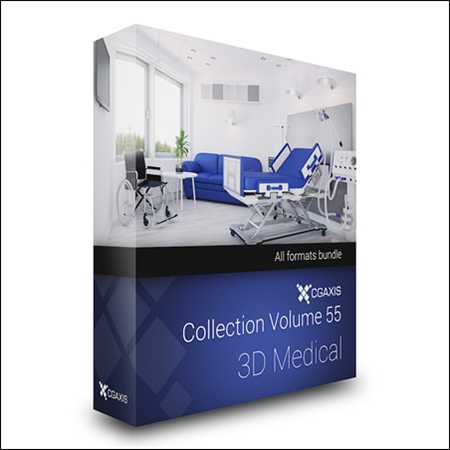 All formats bundle
CGAXIS
Collection Volume 55
3D Medical
CGAXIS